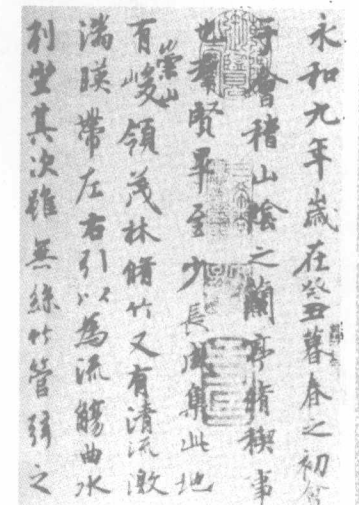 永和九年歲在癸丑暮春之初會
于會稽山陰之蘭亭脩禊事
也羣賢畢至少長咸集此地
有崇山峻領茂林脩竹又有清流激
湍暎帶左右引以為流觴曲水
列坐其次雖無絲竹管弦之